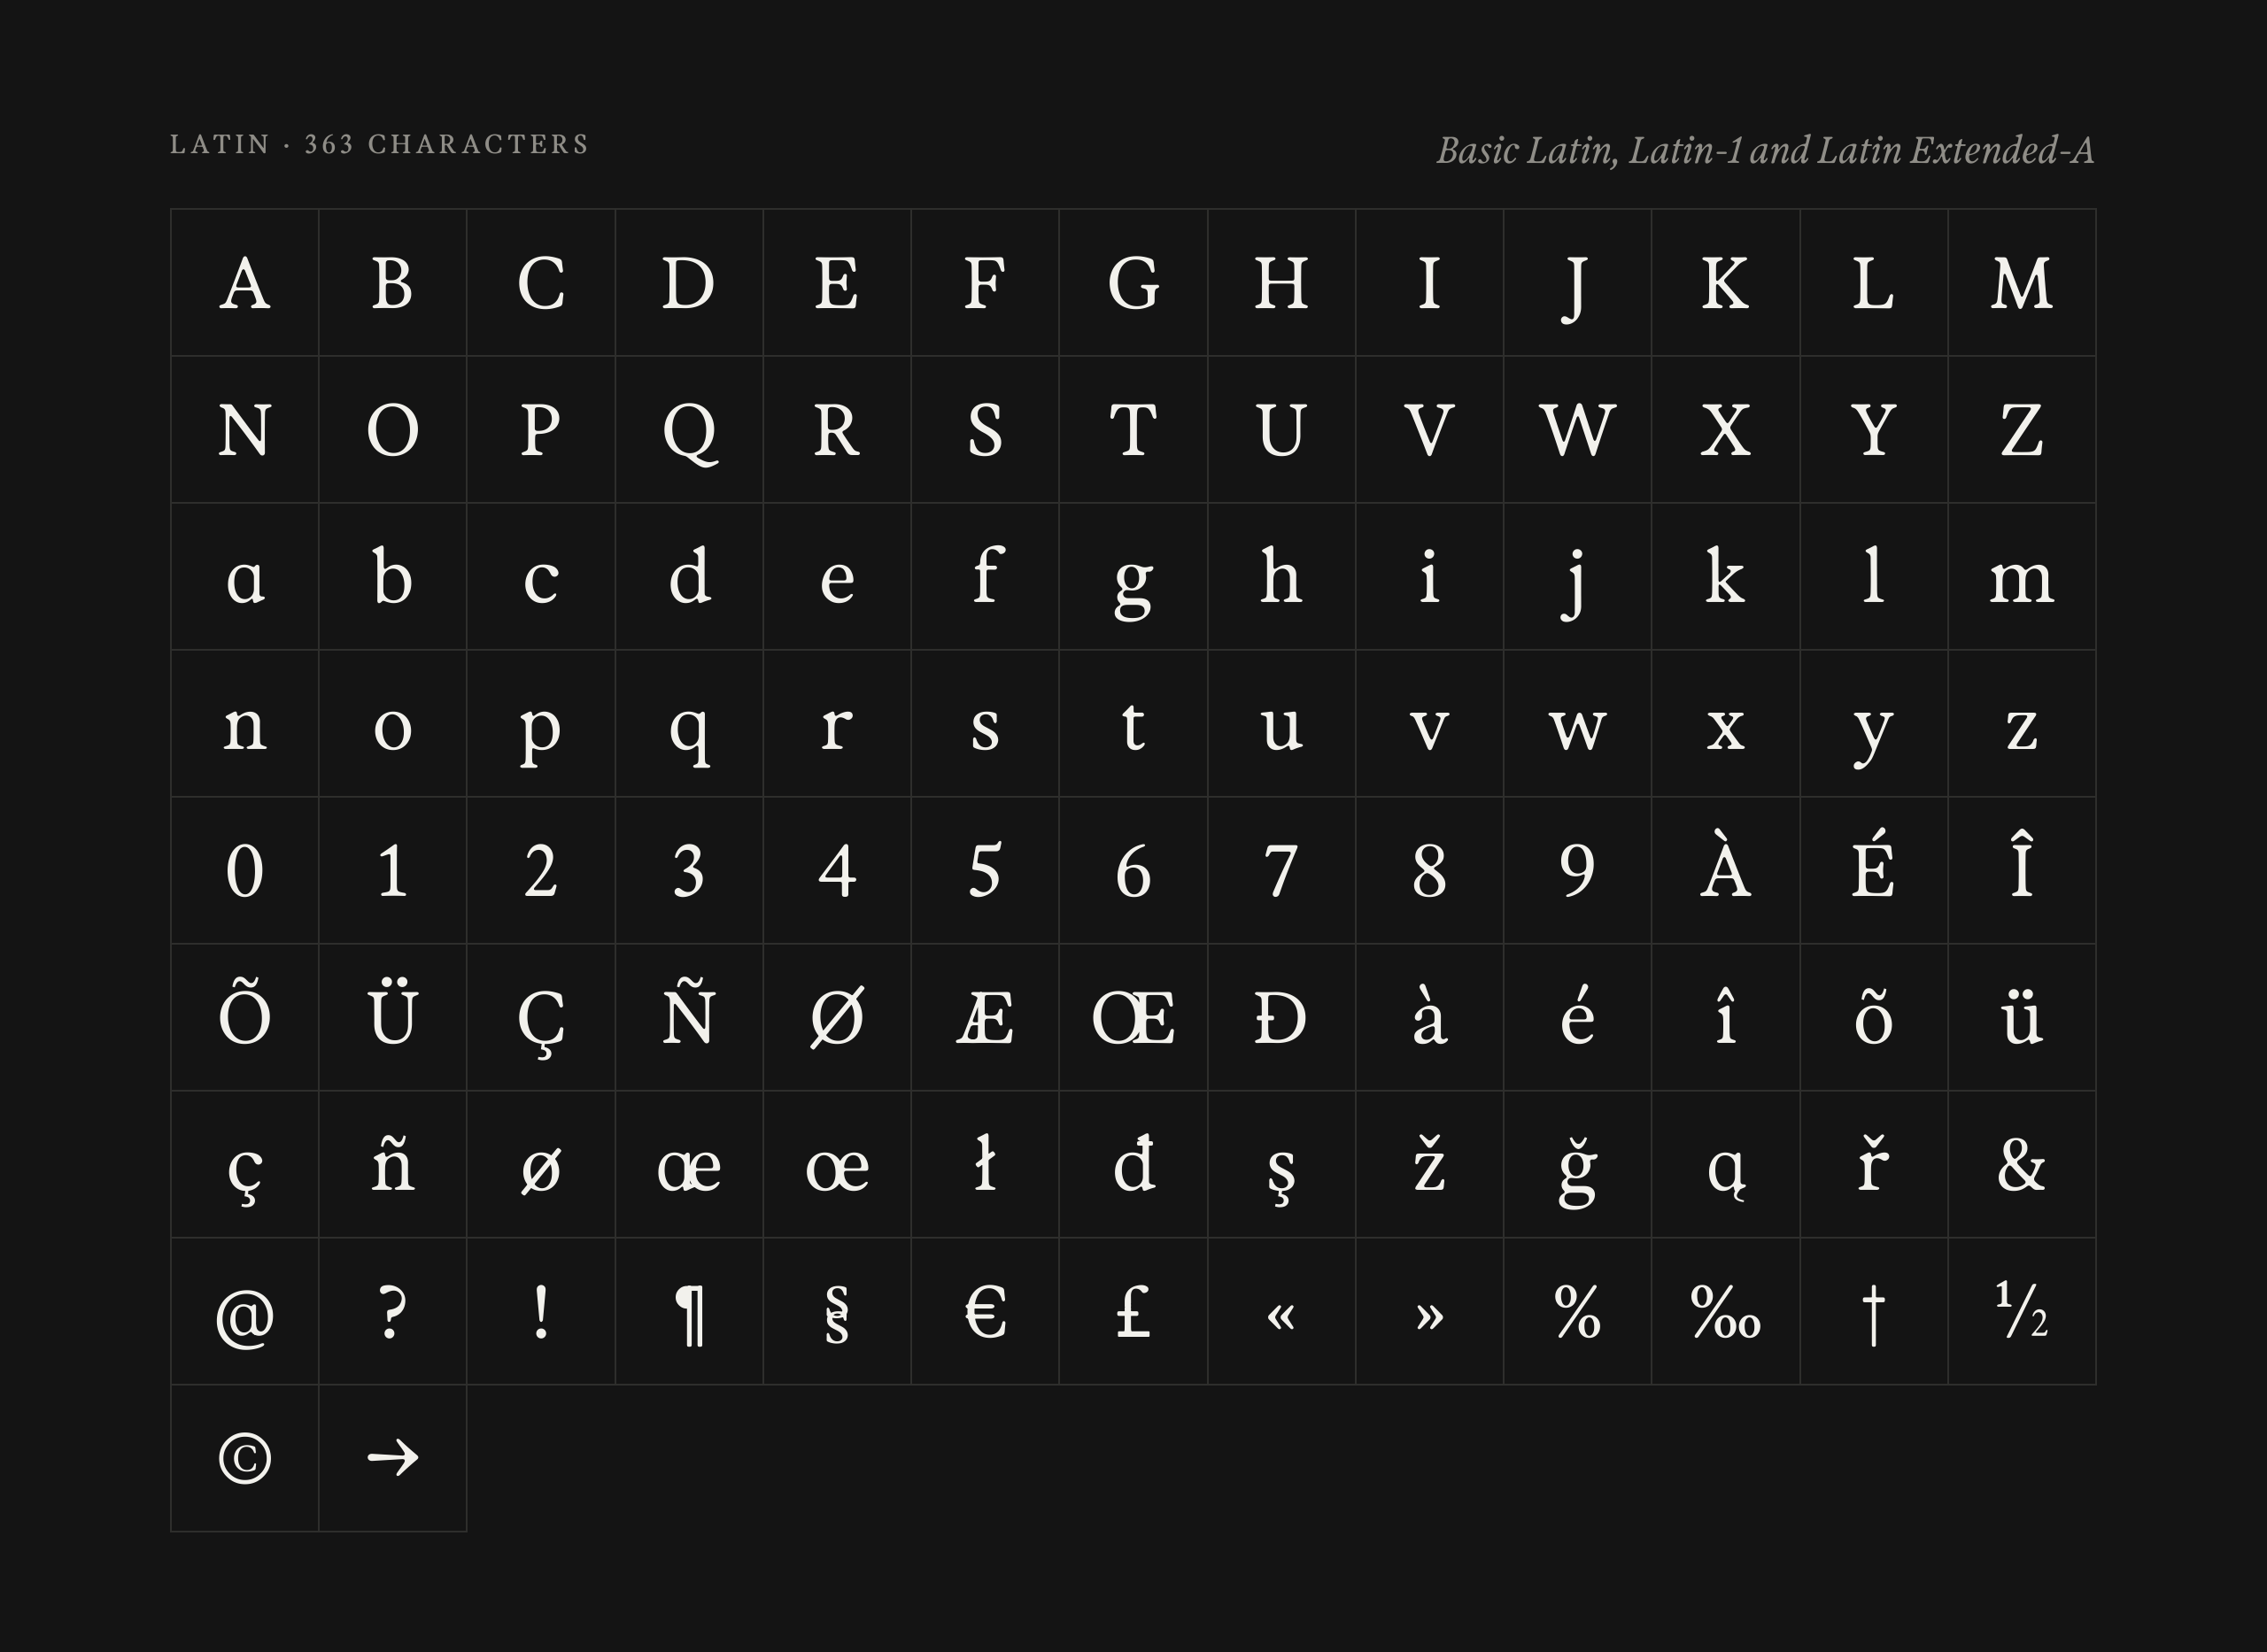 LATIN · 363 CHARACTERS
Basic Latin, Latin-1 and Latin Extended-A
A B C D E F G H I J K L M
N O P Q R S T U V W X Y Z
a b c d e f g h i j k l m
n o p q r s t u v w x y z
0 1 2 3 4 5 6 7 8 9 À É Î
Õ Ü Ç Ñ Ø Æ Œ Đ à é î õ ü
ç ñ ø æ œ ł đ ş ž ğ ą ř &
@ ? ! ¶ § € £ « » % ‰ † ½
© →